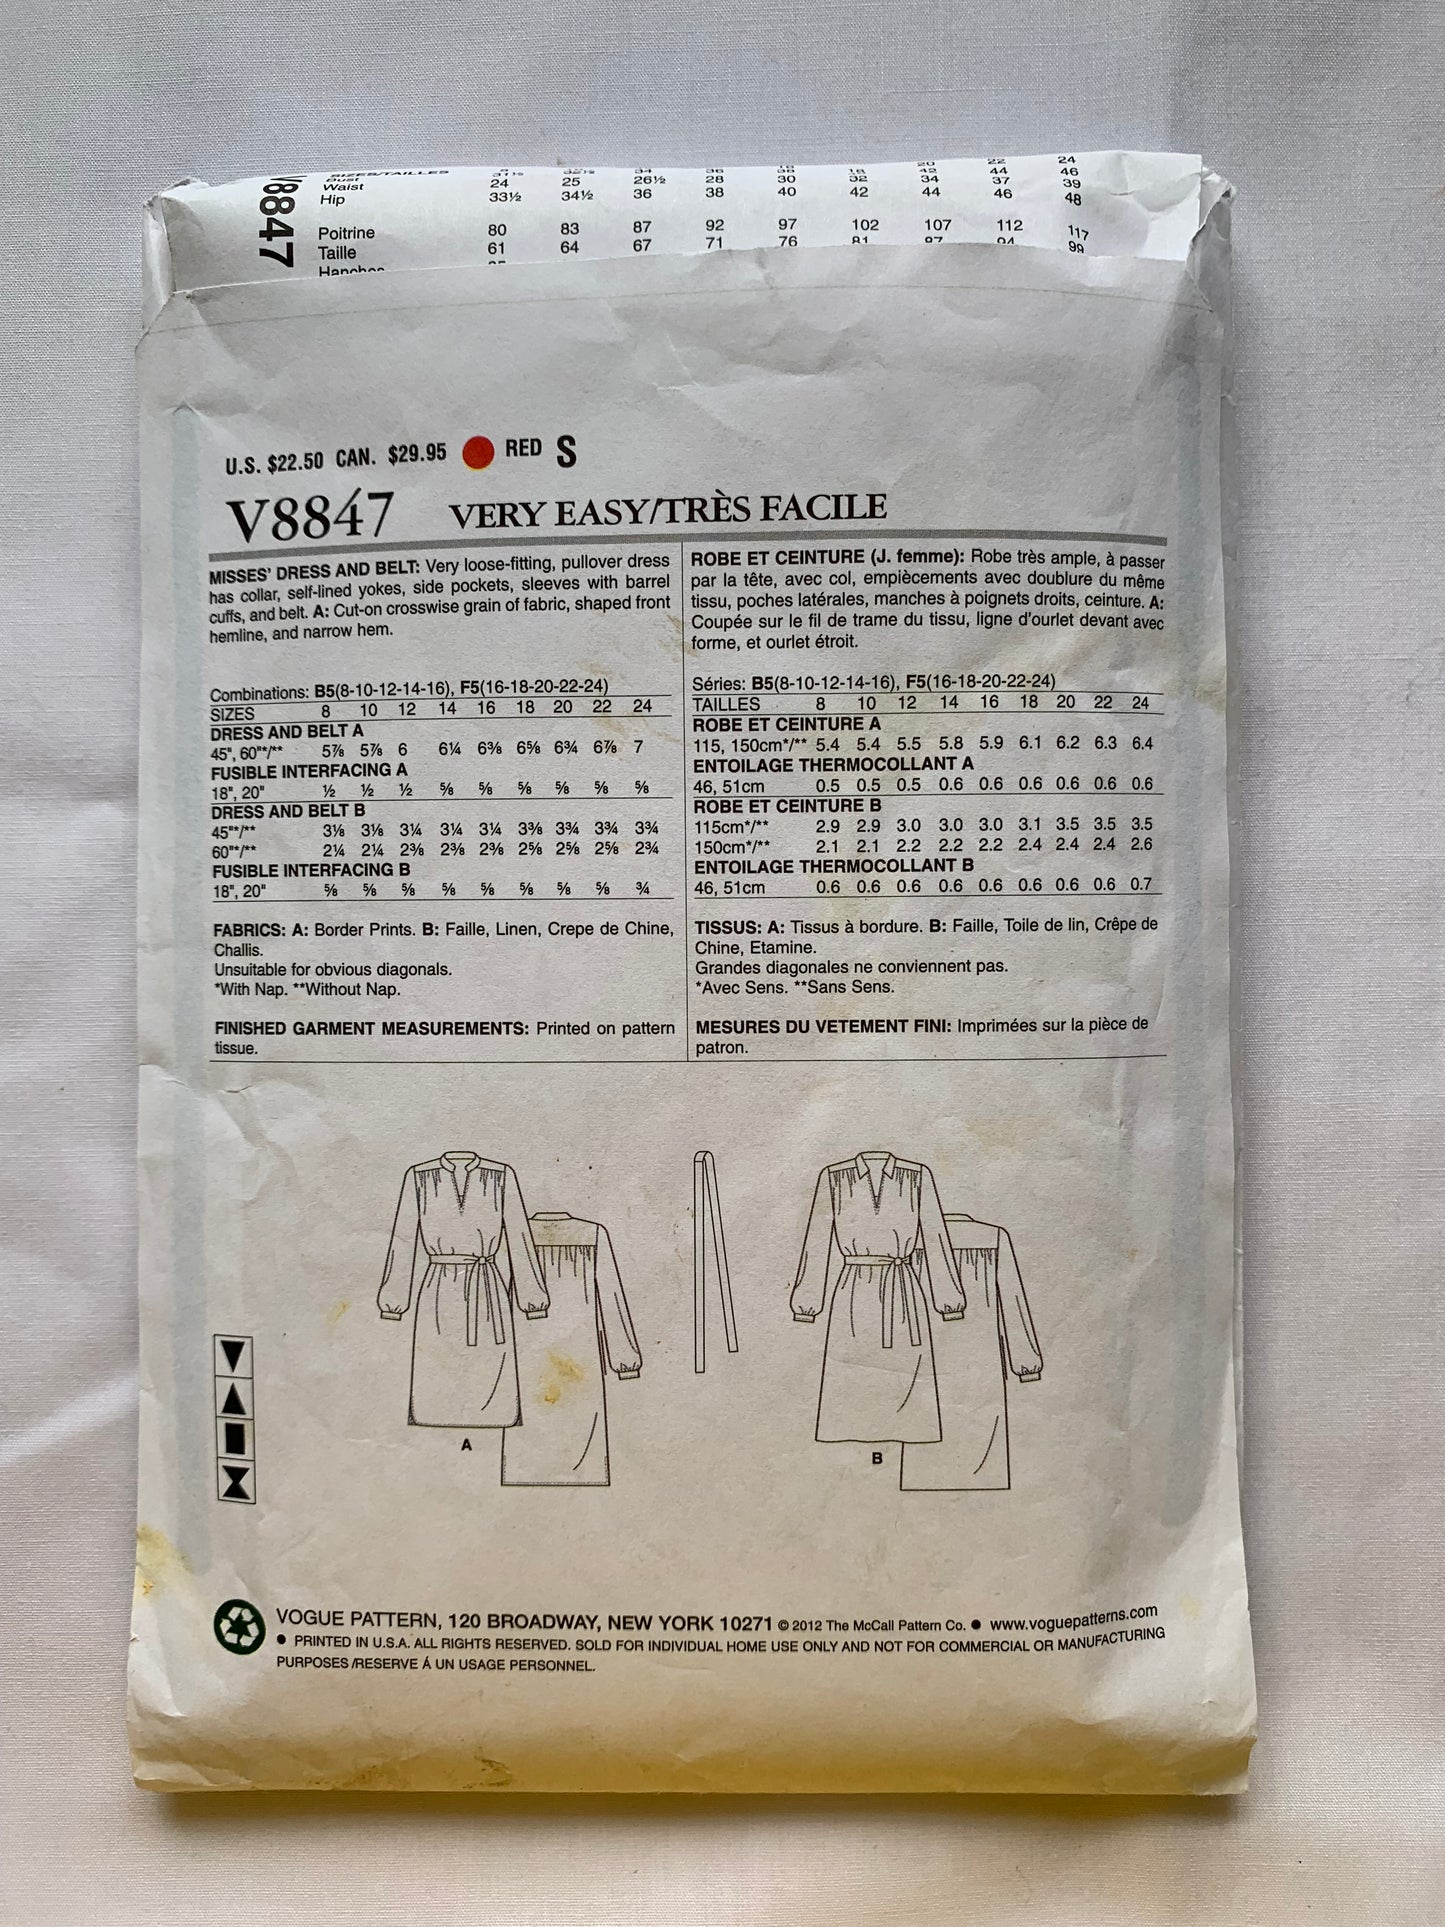 V8847
SIZES/TAILLES 20 22 24
Bust 31½ 32½ 34 36 38 42 44 46
Waist 24 25 26½ 28 30 32 34 37 39
Hip 33½ 34½ 36 38 40 42 44 46 48
Poitrine 80 83 87 92 97 102 107 112 117
Taille 61 64 67 71 76 81 87 94 99
Hanches
U.S. $22.50 CAN. $29.95 RED S
V8847 VERY EASY/TRÈS FACILE
MISSES' DRESS AND BELT: Very loose-fitting, pullover dress
has collar, self-lined yokes, side pockets, sleeves with barrel
cuffs, and belt. A: Cut-on crosswise grain of fabric, shaped front
hemline, and narrow hem.
Combinations: B5(8-10-12-14-16), F5(16-18-20-22-24)
SIZES 8 10 12 14 16 18 20 22 24
DRESS AND BELT A
45", 60"*/** 5⅞ 5⅞ 6 6¼ 6⅜ 6⅝ 6¾ 6⅞ 7
FUSIBLE INTERFACING A
18", 20" ½ ½ ½ ⅝ ⅝ ⅝ ⅝ ⅝ ⅝
DRESS AND BELT B
45"*/** 3⅛ 3⅛ 3¼ 3¼ 3¼ 3⅜ 3¾ 3¾ 3¾
60"*/** 2¼ 2¼ 2⅜ 2⅜ 2⅜ 2⅝ 2⅝ 2⅝ 2¾
FUSIBLE INTERFACING B
18", 20" ⅝ ⅝ ⅝ ⅝ ⅝ ⅝ ⅝ ⅝ ¾
FABRICS: A: Border Prints. B: Faille, Linen, Crepe de Chine,
Challis.
Unsuitable for obvious diagonals.
*With Nap. **Without Nap.
FINISHED GARMENT MEASUREMENTS: Printed on pattern
tissue.
ROBE ET CEINTURE (J. femme): Robe très ample, à passer
par la tête, avec col, empiècements avec doublure du même
tissu, poches latérales, manches à poignets droits, ceinture. A:
Coupée sur le fil de trame du tissu, ligne d'ourlet devant avec
forme, et ourlet étroit.
Séries: B5(8-10-12-14-16), F5(16-18-20-22-24)
TAILLES 8 10 12 14 16 18 20 22 24
ROBE ET CEINTURE A
115, 150cm*/** 5.4 5.4 5.5 5.8 5.9 6.1 6.2 6.3 6.4
ENTOILAGE THERMOCOLLANT A
46, 51cm 0.5 0.5 0.5 0.6 0.6 0.6 0.6 0.6 0.6
ROBE ET CEINTURE B
115cm*/** 2.9 2.9 3.0 3.0 3.0 3.1 3.5 3.5 3.5
150cm*/** 2.1 2.1 2.2 2.2 2.2 2.4 2.4 2.4 2.6
ENTOILAGE THERMOCOLLANT B
46, 51cm 0.6 0.6 0.6 0.6 0.6 0.6 0.6 0.6 0.7
TISSUS: A: Tissus à bordure. B: Faille, Toile de lin, Crêpe de
Chine, Etamine.
Grandes diagonales ne conviennent pas.
*Avec Sens. **Sans Sens.
MESURES DU VETEMENT FINI: Imprimées sur la pièce de
patron.
A
B
VOGUE PATTERN, 120 BROADWAY, NEW YORK 10271 © 2012 The McCall Pattern Co. ● www.voguepatterns.com
● PRINTED IN U.S.A. ALL RIGHTS RESERVED. SOLD FOR INDIVIDUAL HOME USE ONLY AND NOT FOR COMMERCIAL OR MANUFACTURING
PURPOSES /RESERVE Á UN USAGE PERSONNEL.